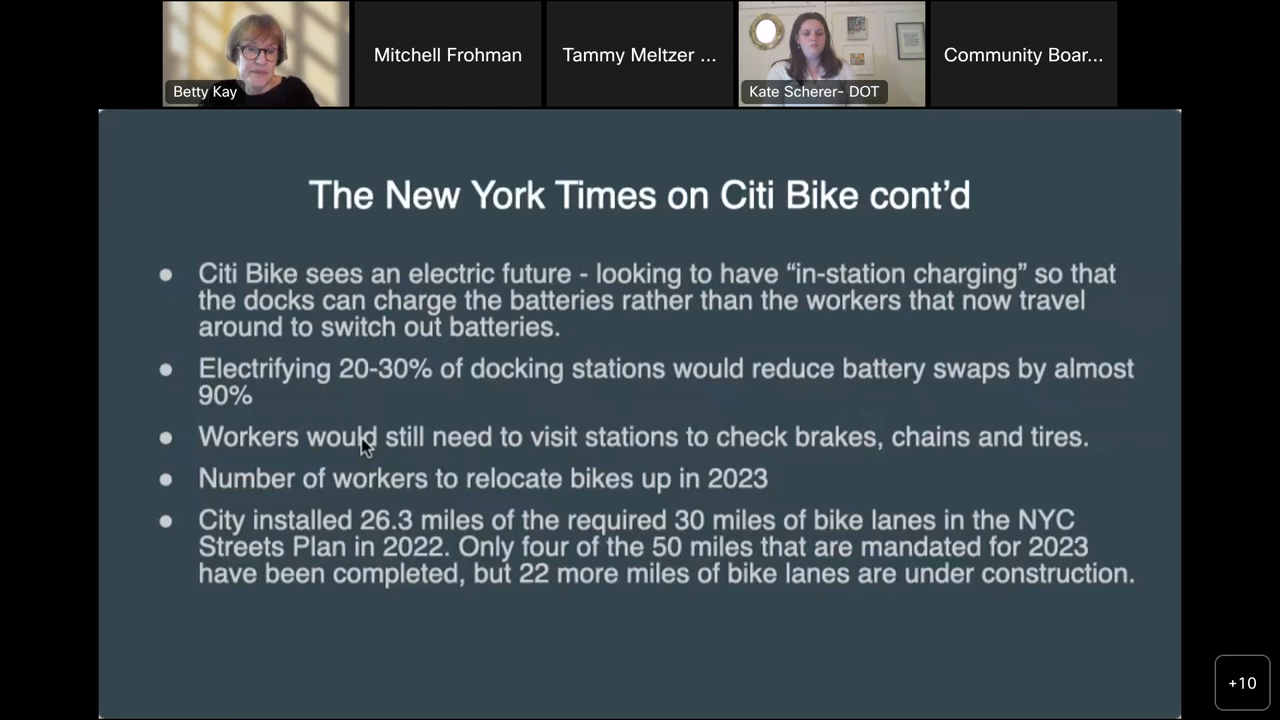 Betty Kay
Mitchell Frohman
Tammy Meltzer ...
Kate Scherer- DOT
Community Boar...
The New York Times on Citi Bike cont’d
● Citi Bike sees an electric future - looking to have “in-station charging” so that
the docks can charge the batteries rather than the workers that now travel
around to switch out batteries.
● Electrifying 20-30% of docking stations would reduce battery swaps by almost
90%
● Workers would still need to visit stations to check brakes, chains and tires.
● Number of workers to relocate bikes up in 2023
● City installed 26.3 miles of the required 30 miles of bike lanes in the NYC
Streets Plan in 2022. Only four of the 50 miles that are mandated for 2023
have been completed, but 22 more miles of bike lanes are under construction.
+10